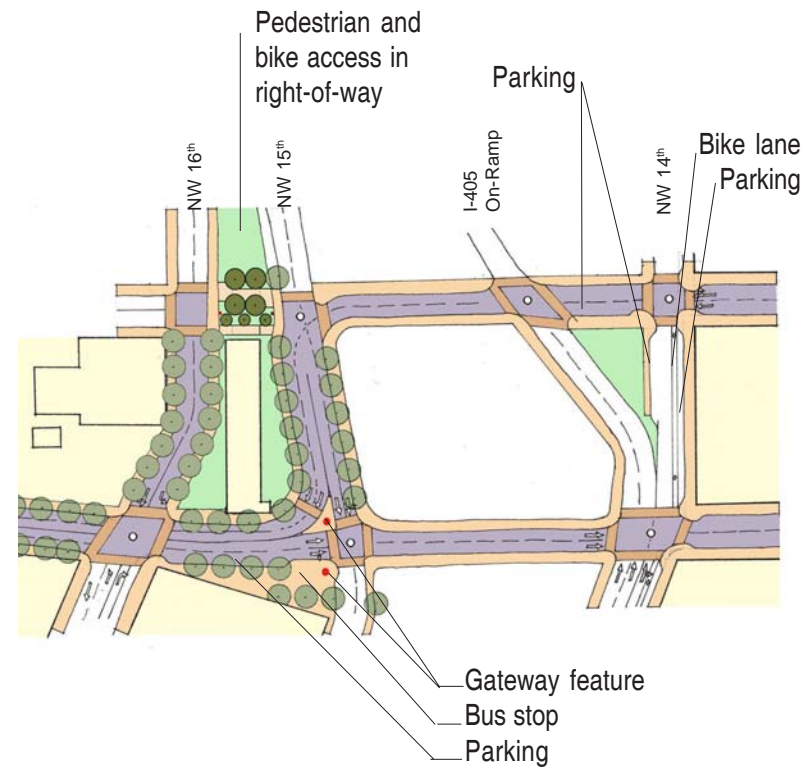 Pedestrian and
bike access in
right-of-way
Parking
Bike lane
Parking
NW 16th
NW 15th
I-405
On-Ramp
NW 14th
Gateway feature
Bus stop
Parking